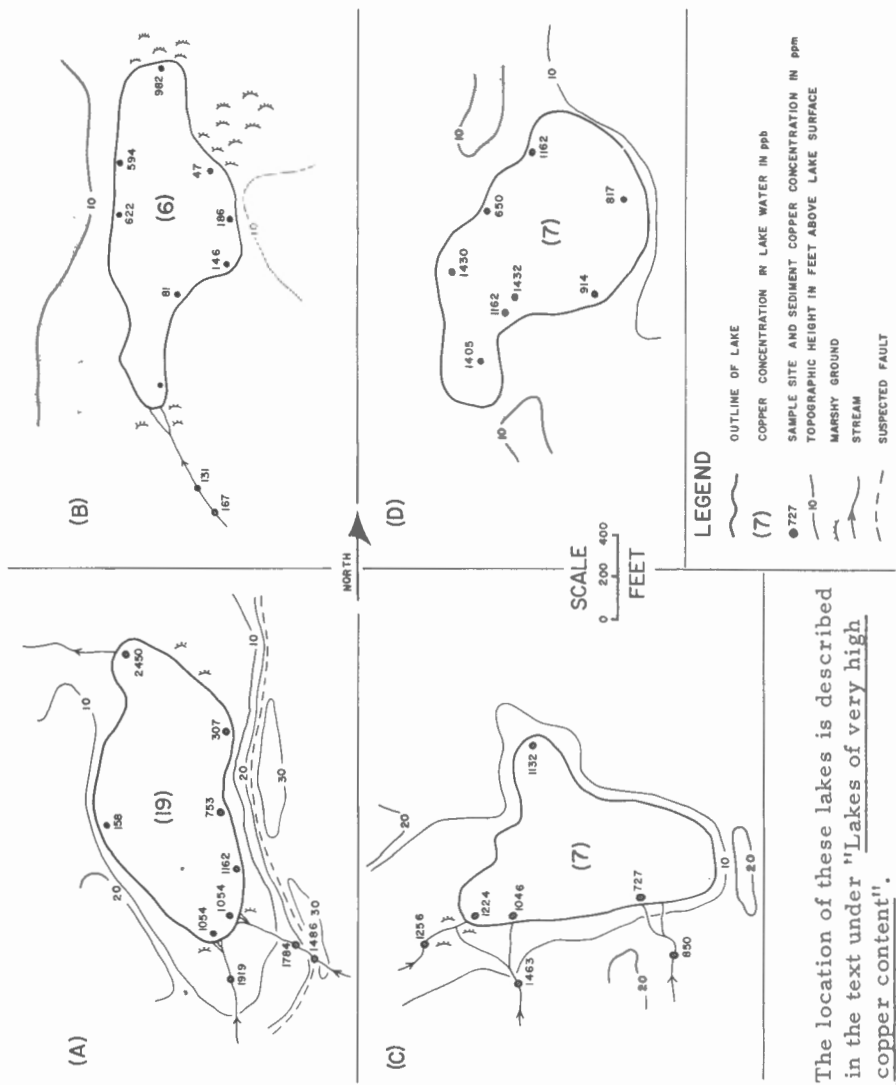 (A)
10
20
158
2450
(19)
307
753
1162
1054
1054
1919
1784
1486
10
20
30
30
(B)
10
622
594
982
(6)
47
186
146
81
10
131
167
NORTH
(C)
20
1256
1224
1046
1132
(7)
1463
727
850
10
20
20
SCALE
0 200 400
FEET
(D)
10
1430
650
1162
1405
1162
1432
(7)
914
817
10
10
LEGEND
OUTLINE OF LAKE
(7) COPPER CONCENTRATION IN LAKE WATER IN ppb
727 SAMPLE SITE AND SEDIMENT COPPER CONCENTRATION IN ppm
10 TOPOGRAPHIC HEIGHT IN FEET ABOVE LAKE SURFACE
MARSHY GROUND
STREAM
SUSPECTED FAULT
The location of these lakes is described
in the text under "Lakes of very high
copper content".